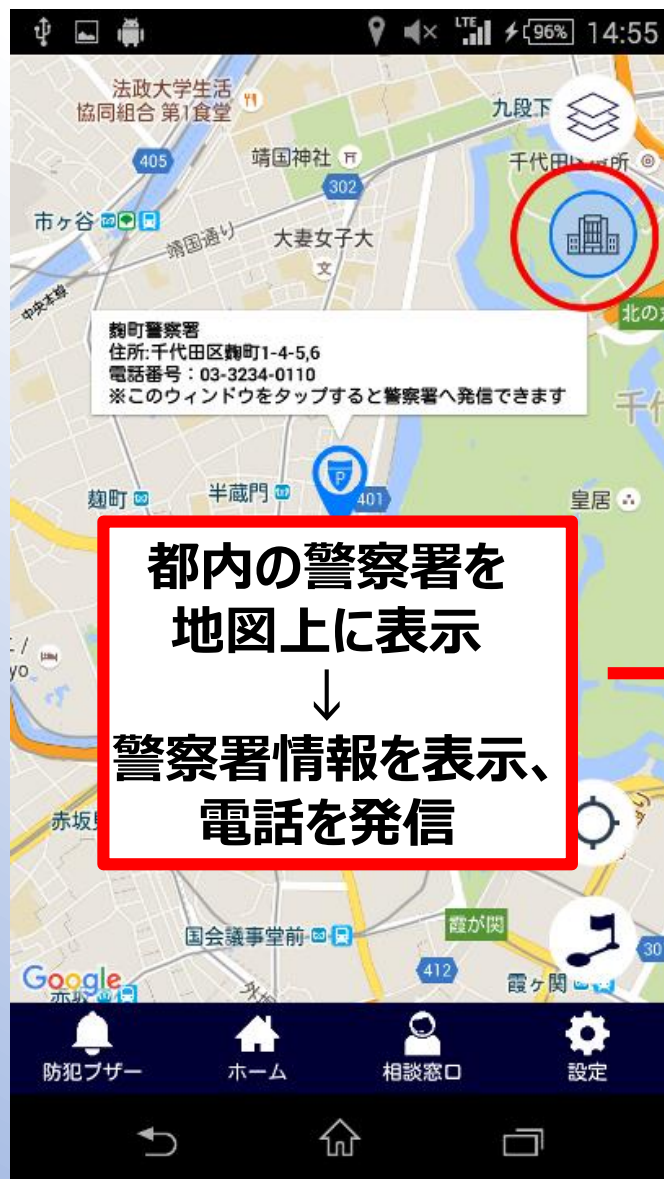 LTE
96%
14:55
法政大学生活
協同組合 第1食堂
九段下
405
靖国神社
千代田
所
302
市ヶ谷
靖国通り
大妻女子大
中央本線
北の
麹町警察署
住所:千代田区麴町1-4-5,6
電話番号:03-3234-0110
※このウィンドウをタップすると警察署へ発信できます
千
P
401
麹町
半蔵門
皇居
都内の警察署を
地図上に表示
↓
警察署情報を表示、
電話を発信
yo
赤坂
国会議事堂前
霞が関
30
412
霞ヶ関
Google
赤坂
防犯ブザー
ホーム
相談窓口
設定